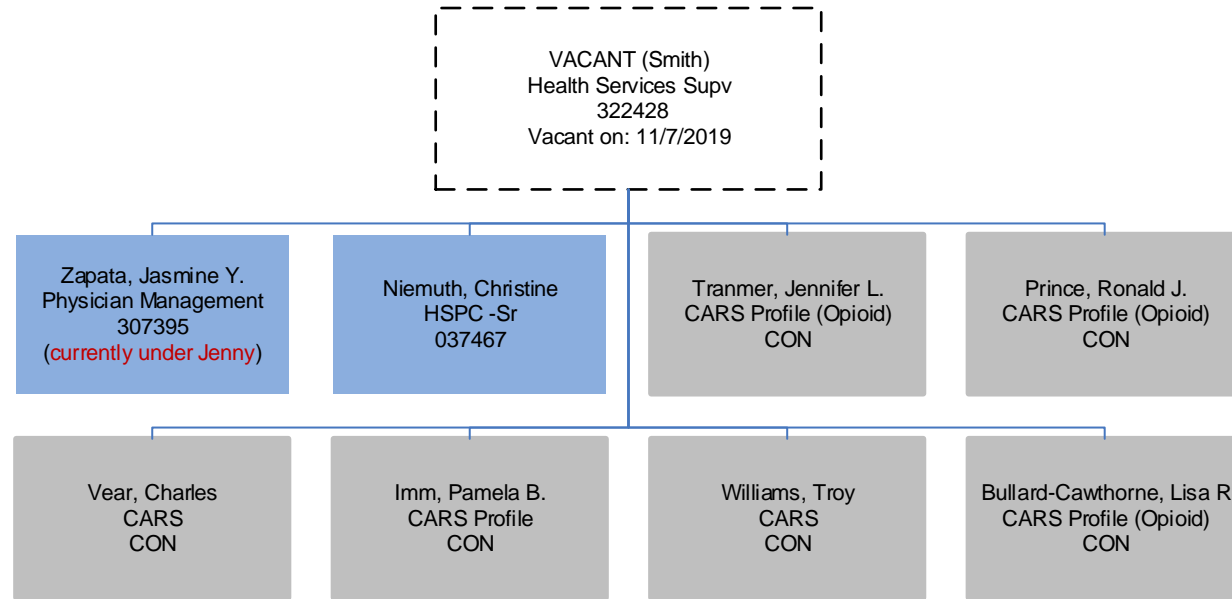 VACANT (Smith)
Health Services Supv
322428
Vacant on: 11/7/2019
Zapata, Jasmine Y.
Physician Management
307395
(currently under Jenny)
Niemuth, Christine
HSPC -Sr
037467
Tranmer, Jennifer L.
CARS Profile (Opioid)
CON
Prince, Ronald J.
CARS Profile (Opioid)
CON
Vear, Charles
CARS
CON
Imm, Pamela B.
CARS Profile
CON
Williams, Troy
CARS
CON
Bullard-Cawthorne, Lisa R
CARS Profile (Opioid)
CON